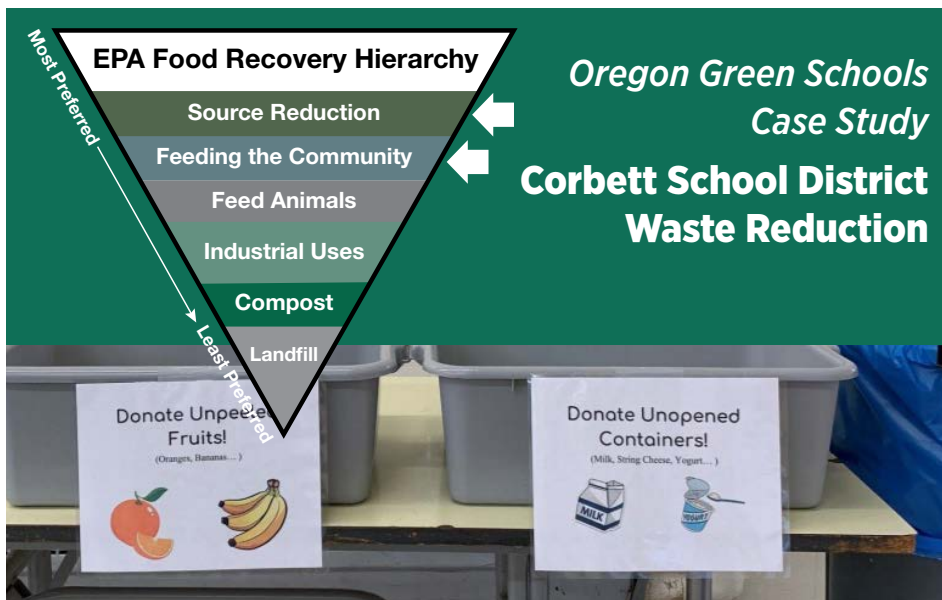 EPA Food Recovery Hierarchy
Source Reduction
Feeding the Community
Feed Animals
Industrial Uses
Compost
Landfill
Most Preferred
Least Preferred
Oregon Green Schools
Case Study
Corbett School District
Waste Reduction
Donate Unpeeled
Fruits!
(Oranges, Bananas... )
Donate Unopened
Containers!
(Milk, String Cheese, Yogurt... )
MILK
YOGURT